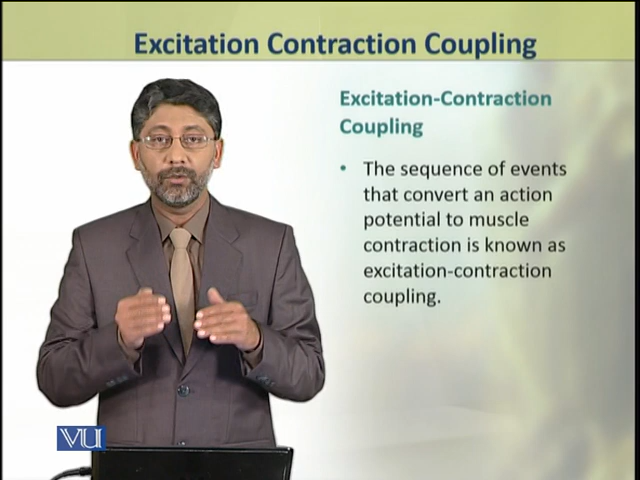 Excitation Contraction Coupling
Excitation-Contraction
Coupling
• The sequence of events
that convert an action
potential to muscle
contraction is known as
excitation-contraction
coupling.
VU